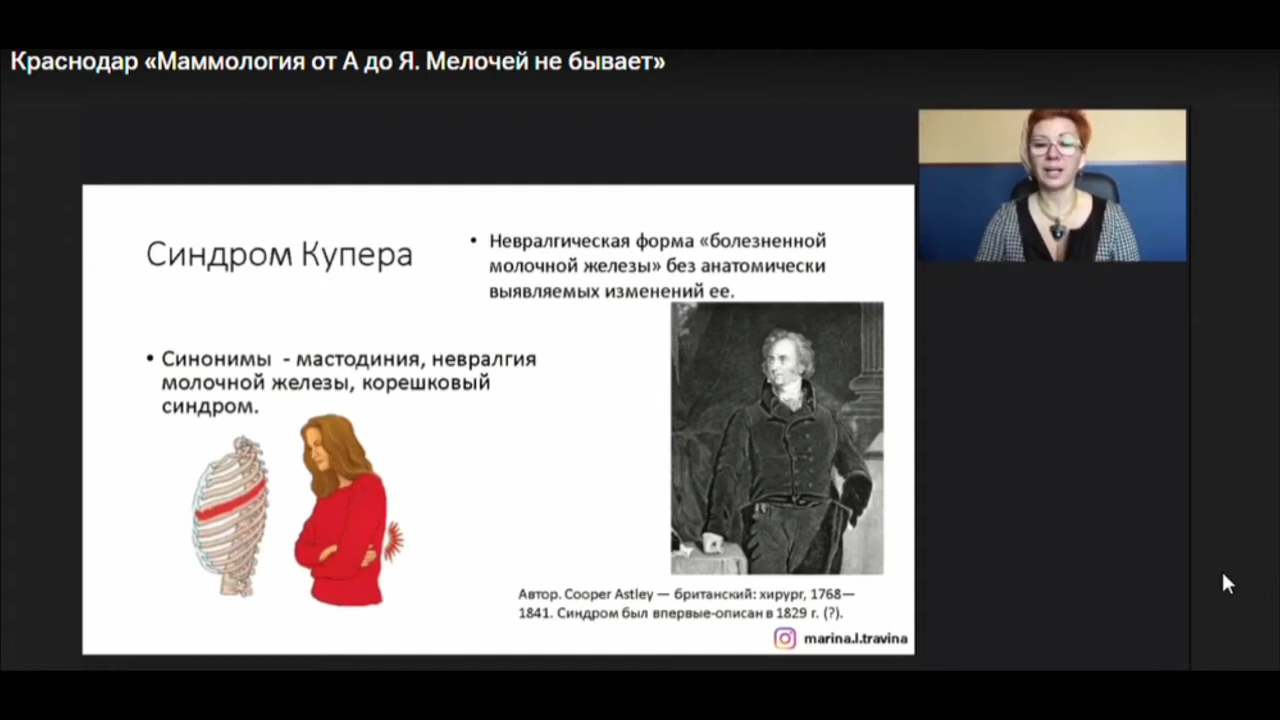 Краснодар «Маммология от А до Я. Мелочей не бывает»
Синдром Купера
• Невралгическая форма «болезненной
молочной железы» без анатомически
выявляемых изменений ее.
• Синонимы - мастодиния, невралгия
молочной железы, корешковый
синдром.
Автор. Cooper Astley — британский: хирург, 1768—
1841. Синдром был впервые-описан в 1829 г. (?).
marina.l.travina